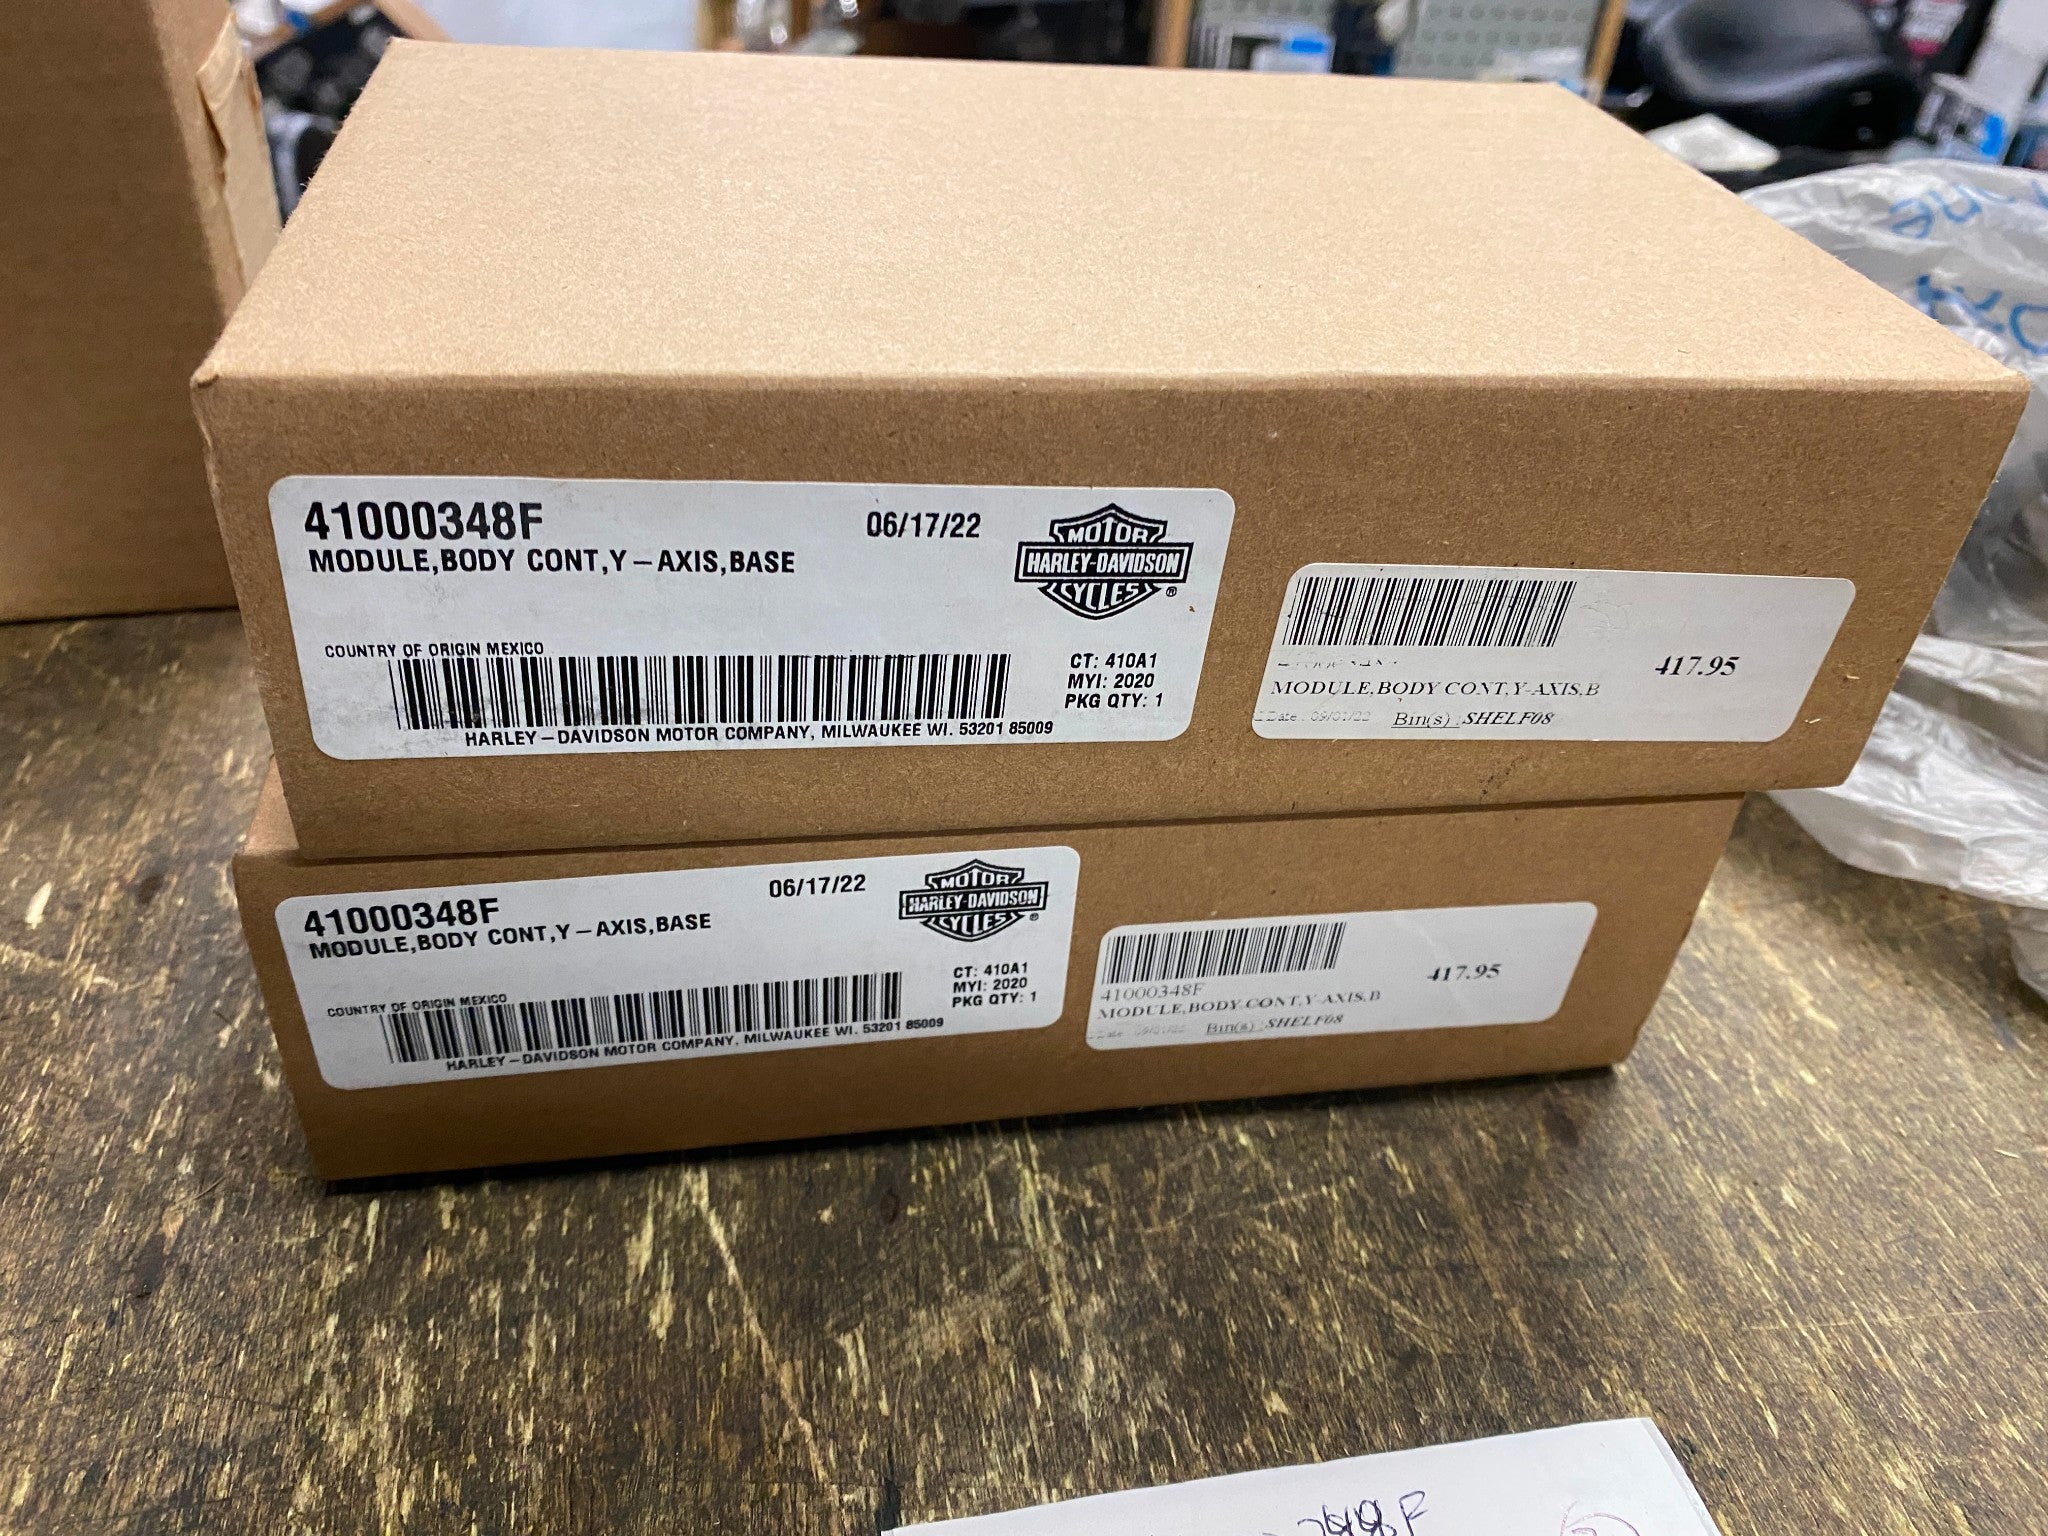 41000348F
06/17/22
MOTOR
HARLEY-DAVIDSON
CYCLES®
MODULE,BODY CONT,Y-AXIS,BASE
COUNTRY OF ORIGIN MEXICO
CT: 410A1
MYI: 2020
PKG QTY: 1
HARLEY-DAVIDSON MOTOR COMPANY, MILWAUKEE WI. 53201 85009
417.95
MODULE,BODY CONT,Y-AXIS,B
Date : 09/01/22 Bin(s) : SHELF08
41000348F
06/17/22
MOTOR
HARLEY-DAVIDSON
CYCLES®
MODULE,BODY CONT,Y-AXIS,BASE
COUNTRY OF ORIGIN MEXICO
CT: 410A1
MYI: 2020
PKG QTY: 1
HARLEY-DAVIDSON MOTOR COMPANY, MILWAUKEE WI. 53201 85009
417.95
41000348F
MODULE,BODY CONT,Y-AXIS,B
Bin(s) : SHELF08